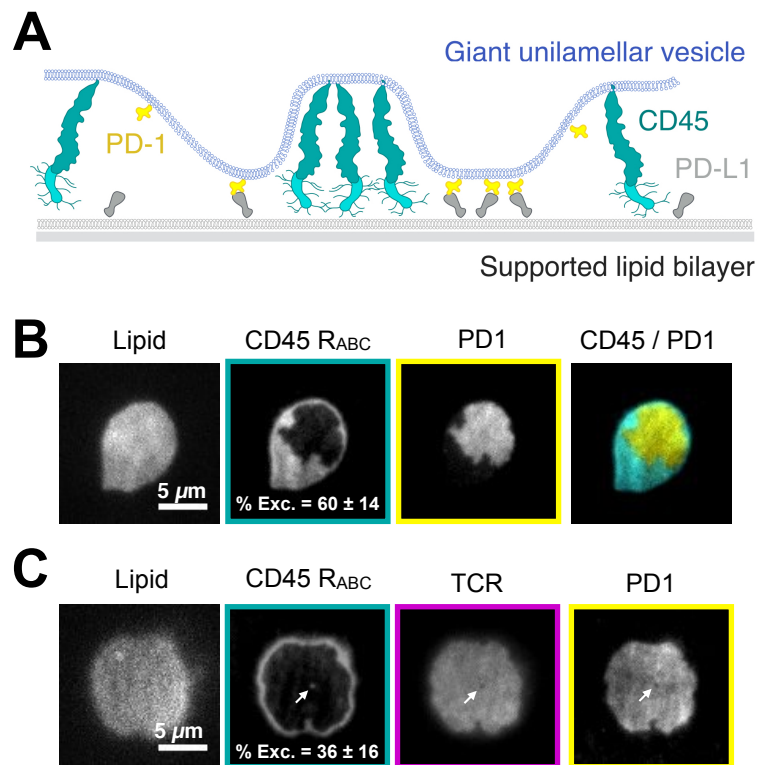 A
Giant unilamellar vesicle
PD-1
CD45
PD-L1
Supported lipid bilayer
B
Lipid
CD45 RABC
PD1
CD45 / PD1
5 µm
% Exc. = 60 ± 14
C
Lipid
CD45 RABC
TCR
PD1
5 µm
% Exc. = 36 ± 16